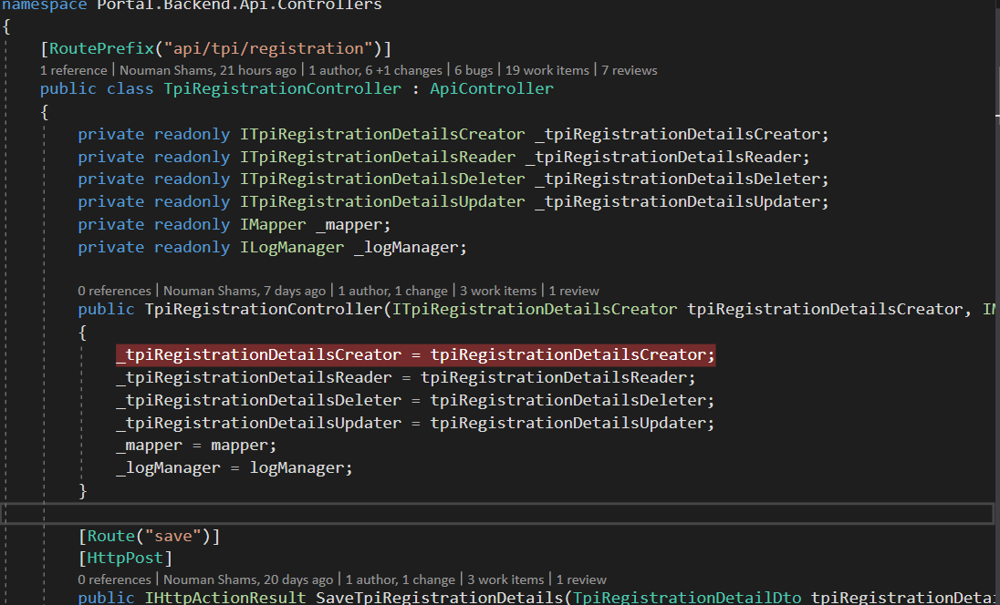 namespace Portal.Backend.Api.Controllers
{
[RoutePrefix("api/tpi/registration")]
1 reference | Nouman Shams, 21 hours ago | 1 author, 6 +1 changes | 6 bugs | 19 work items | 7 reviews
public class TpiRegistrationController : ApiController
{
private readonly ITpiRegistrationDetailsCreator _tpiRegistrationDetailsCreator;
private readonly ITpiRegistrationDetailsReader _tpiRegistrationDetailsReader;
private readonly ITpiRegistrationDetailsDeleter _tpiRegistrationDetailsDeleter;
private readonly ITpiRegistrationDetailsUpdater _tpiRegistrationDetailsUpdater;
private readonly IMapper _mapper;
private readonly ILogManager _logManager;
0 references | Nouman Shams, 7 days ago | 1 author, 1 change | 3 work items | 1 review
public TpiRegistrationController(ITpiRegistrationDetailsCreator tpiRegistrationDetailsCreator, IM
{
_tpiRegistrationDetailsCreator = tpiRegistrationDetailsCreator;
_tpiRegistrationDetailsReader = tpiRegistrationDetailsReader;
_tpiRegistrationDetailsDeleter = tpiRegistrationDetailsDeleter;
_tpiRegistrationDetailsUpdater = tpiRegistrationDetailsUpdater;
_mapper = mapper;
_logManager = logManager;
}
[Route("save")]
[HttpPost]
0 references | Nouman Shams, 20 days ago | 1 author, 1 change | 3 work items | 1 review
public IHttpActionResult SaveTpiRegistrationDetails(TpiRegistrationDetailDto tpiRegistrationDetai